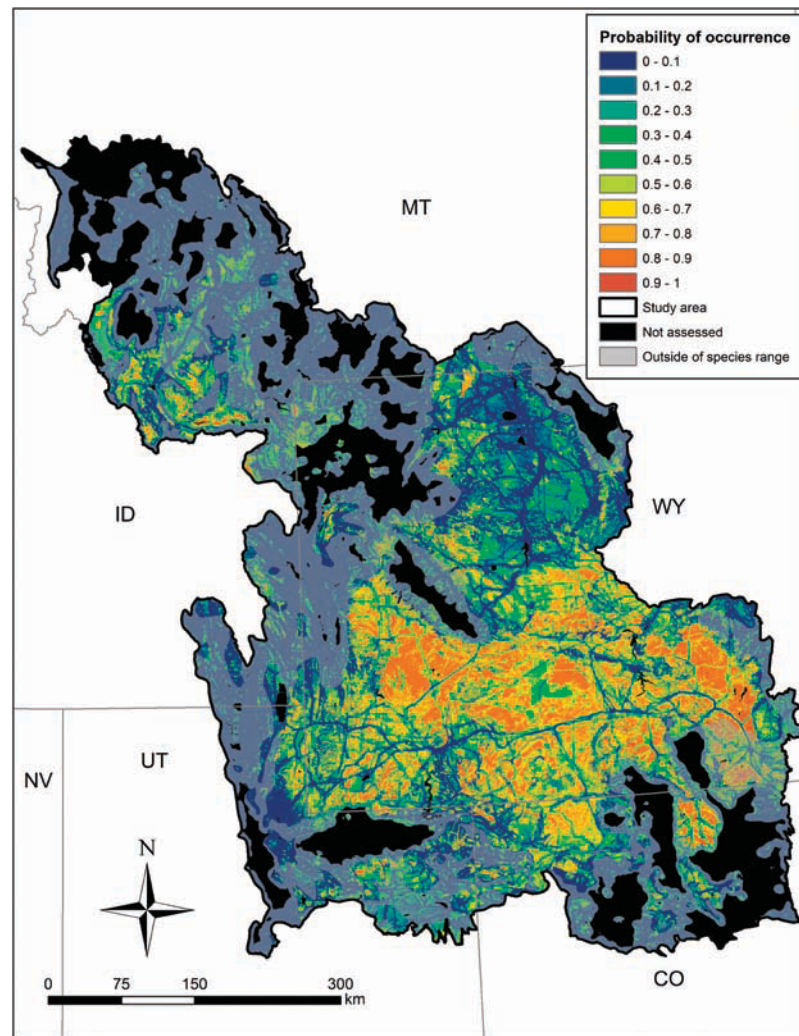 Probability of occurrence
0 - 0.1
0.1 - 0.2
0.2 - 0.3
0.3 - 0.4
0.4 - 0.5
0.5 - 0.6
0.6 - 0.7
0.7 - 0.8
0.8 - 0.9
0.9 - 1
Study area
Not assessed
Outside of species range
MT
ID
WY
UT
NV
N
CO
0 75 150 300
km